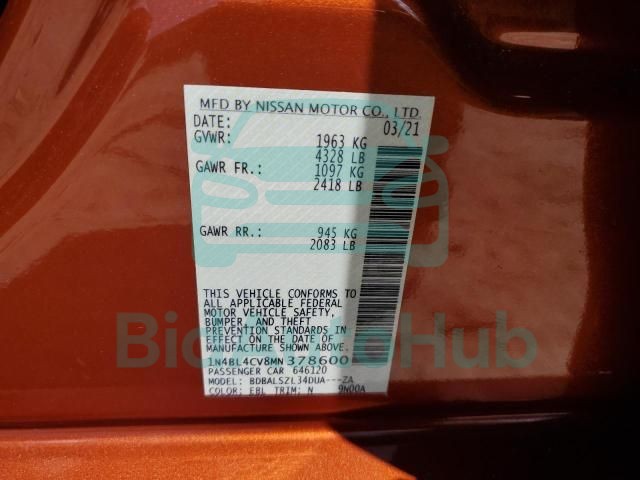 MFD BY NISSAN MOTOR CO., LTD.
DATE: 03/21
GVWR: 1963 KG
4328 LB
GAWR FR.: 1097 KG
2418 LB
GAWR RR.: 945 KG
2083 LB
THIS VEHICLE CONFORMS TO
ALL APPLICABLE FEDERAL
MOTOR VEHICLE SAFETY,
BUMPER, AND THEFT
PREVENTION STANDARDS IN
EFFECT ON THE DATE OF
MANUFACTURE SHOWN ABOVE
1N4BL4CV8MN378600
PASSENGER CAR 646120
MODEL: BDBALSZL34DUA---ZA
COLOR: EBL TRIM: N 9N00A
BidAutoHub